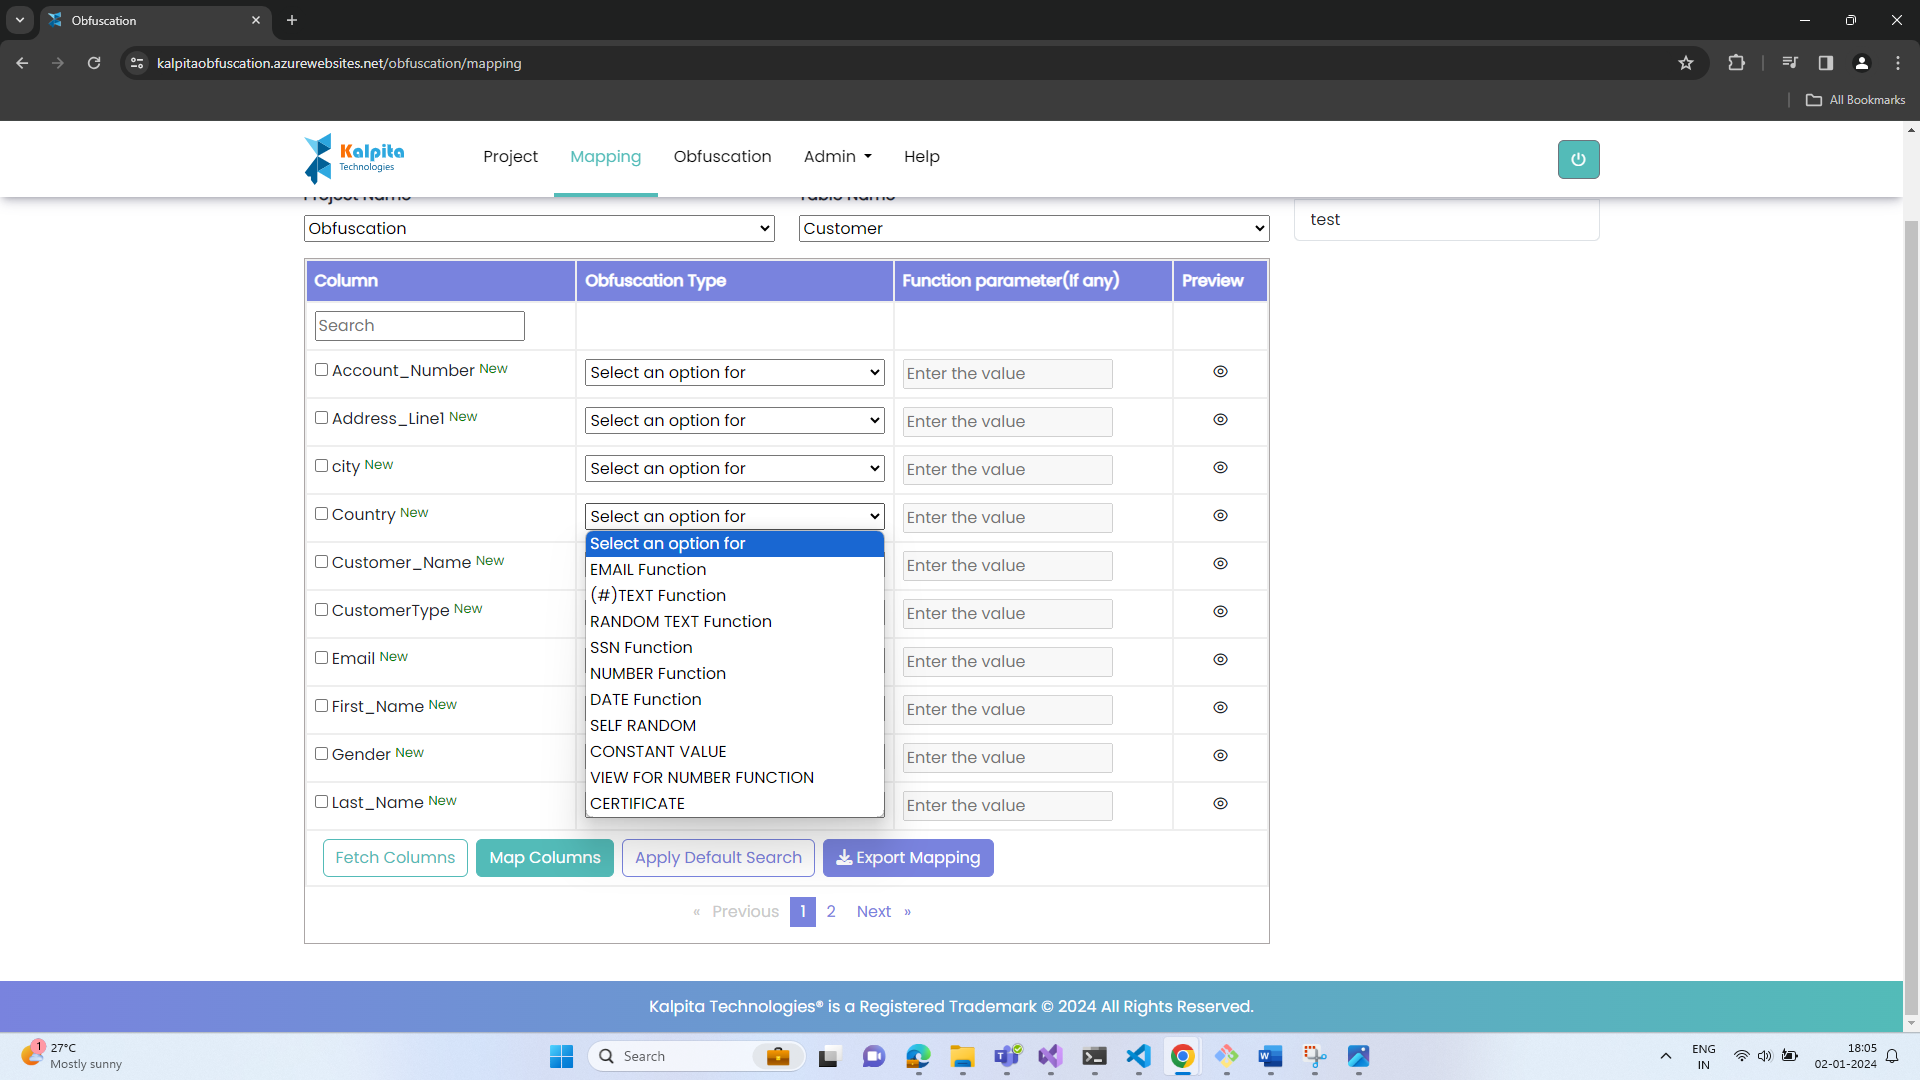 Obfuscation
kalpitaobfuscation.azurewebsites.net/obfuscation/mapping
All Bookmarks
Kalpita
Technologies
Project
Mapping
Obfuscation
Admin
Help
Project Name
Table Name
Obfuscation
Customer
test
Column
Obfuscation Type
Function parameter(If any)
Preview
Search
Account_Number New
Select an option for
Enter the value
Address_Line1 New
Select an option for
Enter the value
city New
Select an option for
Enter the value
Country New
Select an option for
Enter the value
Select an option for
EMAIL Function
(#)TEXT Function
RANDOM TEXT Function
SSN Function
NUMBER Function
DATE Function
SELF RANDOM
CONSTANT VALUE
VIEW FOR NUMBER FUNCTION
CERTIFICATE
Customer_Name New
Enter the value
CustomerType New
Enter the value
Email New
Enter the value
First_Name New
Enter the value
Gender New
Enter the value
Last_Name New
Enter the value
Fetch Columns
Map Columns
Apply Default Search
Export Mapping
« Previous 1 2 Next »
Kalpita Technologies® is a Registered Trademark © 2024 All Rights Reserved.
1
27°C
Mostly sunny
Search
ENG
IN
18:05
02-01-2024